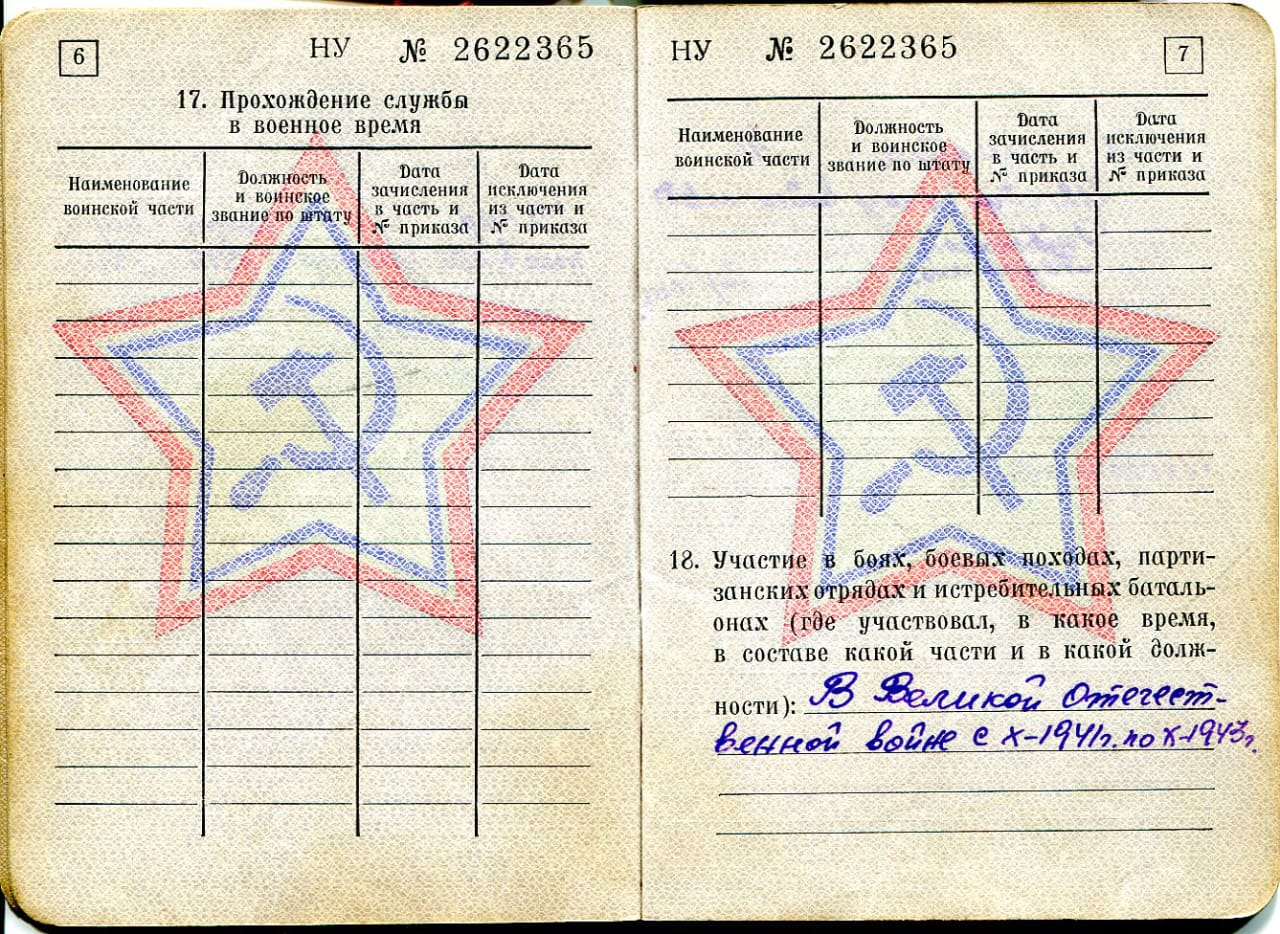 6
НУ № 2622365
17. Прохождение службы
в военное время
Наименование
воинской части
Должность
и воинское
звание по штату
Дата
зачисления
в часть и
№ приказа
Дата
исключения
из части и
№ приказа
НУ № 2622365
7
Наименование
воинской части
Должность
и воинское
звание по штату
Дата
зачисления
в часть и
№ приказа
Дата
исключения
из части и
№ приказа
18. Участие в боях, боевых походах, парти-
занских отрядах и истребительных баталь-
онах (где участвовал, в какое время,
в составе какой части и в какой долж-
ности): В Великой Отечест-
венной войне с X-1941г. по X-1943г.